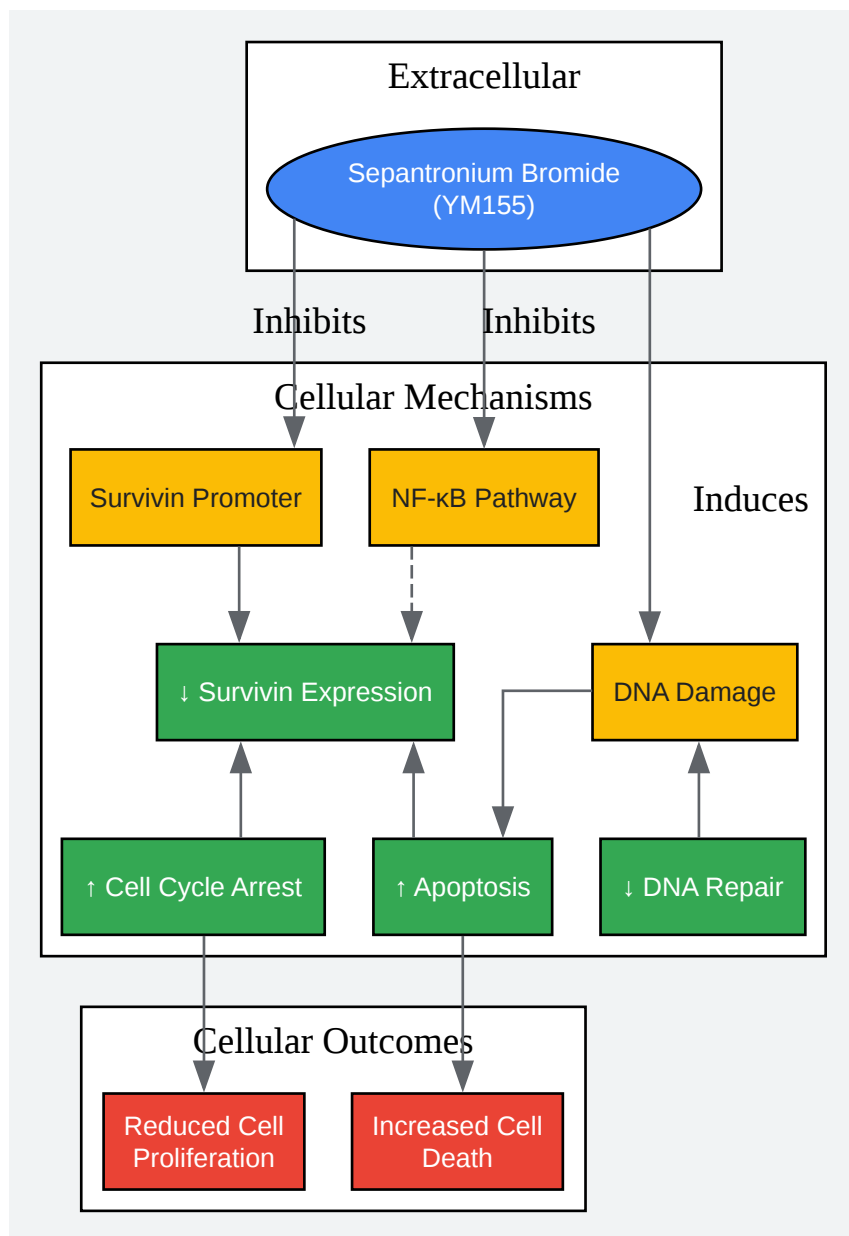 Extracellular
Sepantronium Bromide
(YM155)
Inhibits
Inhibits
Cellular Mechanisms
Survivin Promoter
NF-κB Pathway
Induces
↓ Survivin Expression
DNA Damage
↑ Cell Cycle Arrest
↑ Apoptosis
↓ DNA Repair
Cellular Outcomes
Reduced Cell
Proliferation
Increased Cell
Death